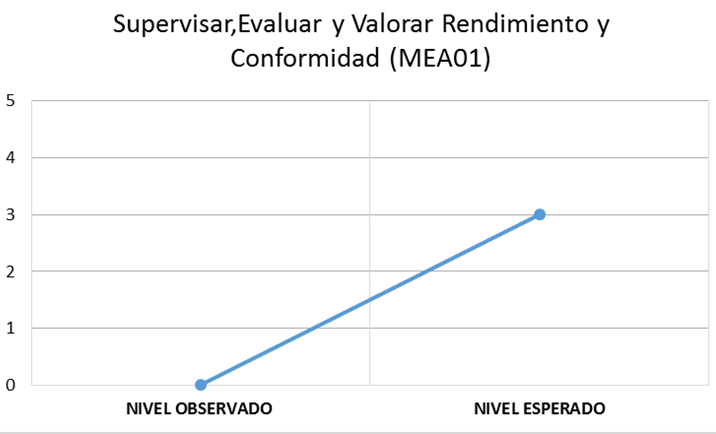 Supervisar,Evaluar y Valorar Rendimiento y
Conformidad (MEA01)
5
4
3
2
1
0
NIVEL OBSERVADO
NIVEL ESPERADO